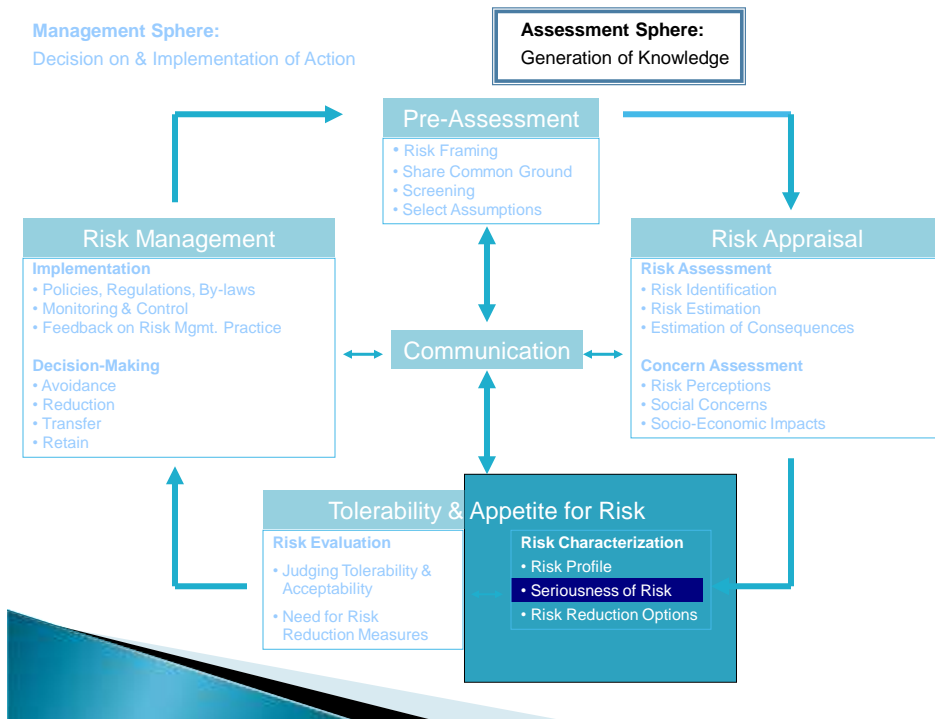 Management Sphere:
Decision on & Implementation of Action
Assessment Sphere:
Generation of Knowledge
Pre-Assessment
• Risk Framing
• Share Common Ground
• Screening
• Select Assumptions
Risk Management
Implementation
• Policies, Regulations, By-laws
• Monitoring & Control
• Feedback on Risk Mgmt. Practice
Decision-Making
• Avoidance
• Reduction
• Transfer
• Retain
Communication
Risk Appraisal
Risk Assessment
• Risk Identification
• Risk Estimation
• Estimation of Consequences
Concern Assessment
• Risk Perceptions
• Social Concerns
• Socio-Economic Impacts
Tolerability & Appetite for Risk
Risk Evaluation
• Judging Tolerability &
Acceptability
• Need for Risk
Reduction Measures
Risk Characterization
• Risk Profile
• Seriousness of Risk
• Risk Reduction Options